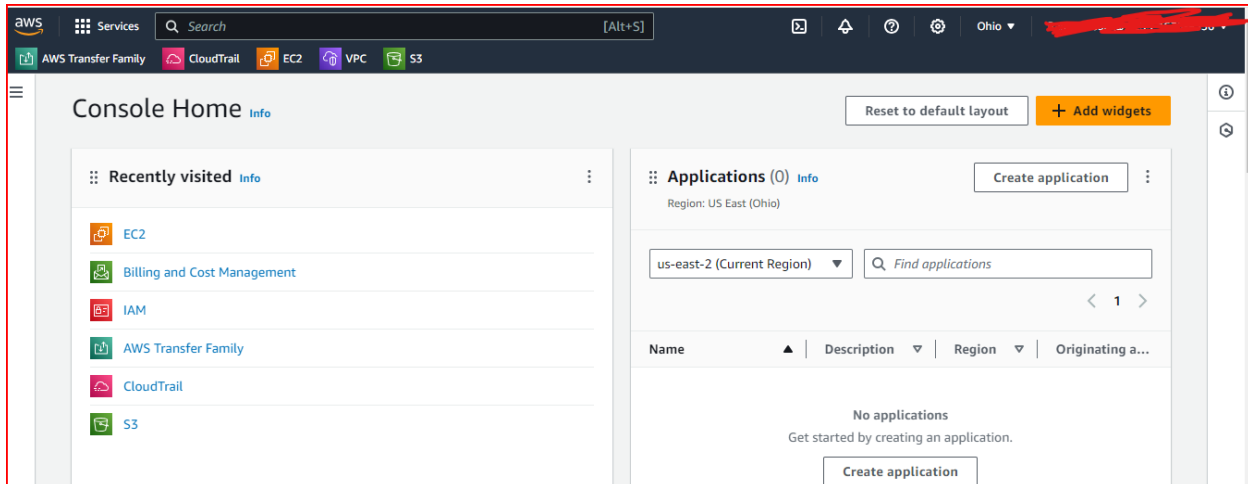 aws Services Search [Alt+S] Ohio
AWS Transfer Family CloudTrail EC2 VPC S3
Console Home Info
Reset to default layout
+ Add widgets
Recently visited Info
EC2
Billing and Cost Management
IAM
AWS Transfer Family
CloudTrail
S3
Applications (0) Info
Region: US East (Ohio)
Create application
us-east-2 (Current Region)
Find applications
1
Name Description Region Originating a...
No applications
Get started by creating an application.
Create application